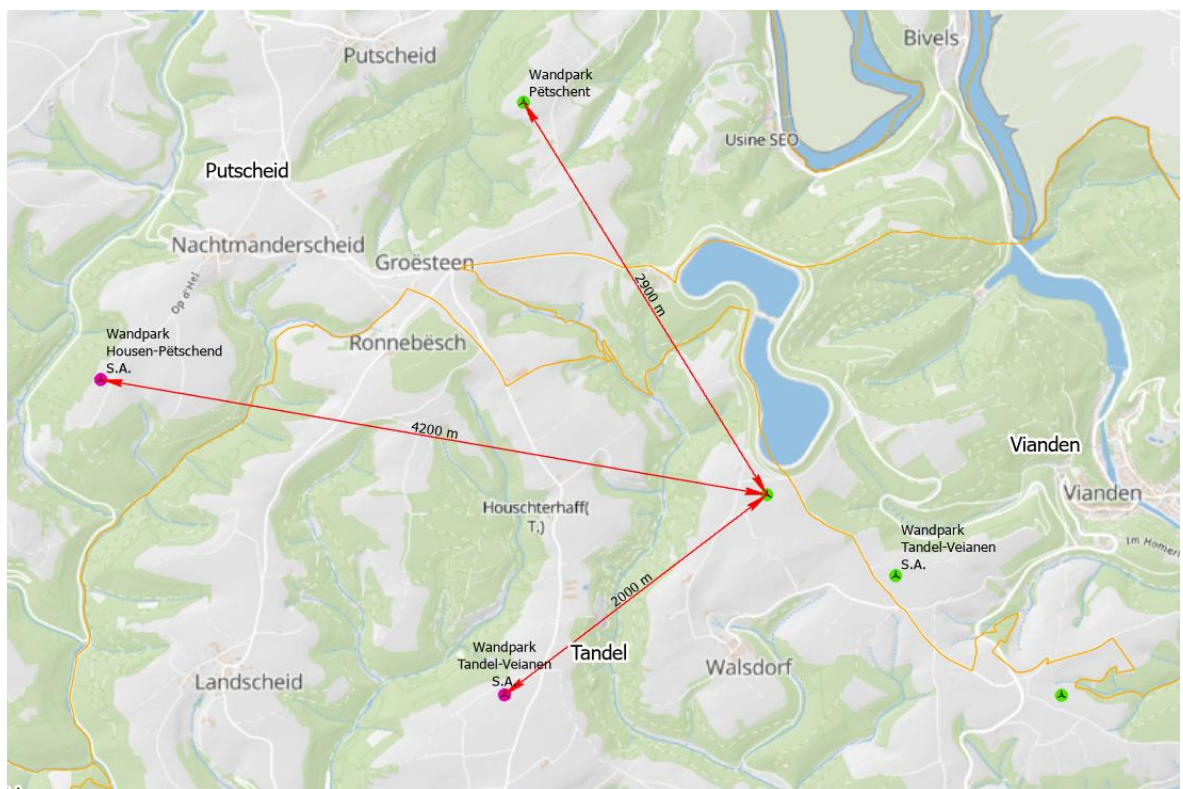 Bivels
Putscheid
Wandpark
Pëtschent
Usine SEO
Putscheid
Nachtmanderscheid
Groësteen
Op d'Hel
2900 m
Wandpark
Housen-Pëtschend
S.A.
Ronnebësch
4200 m
Vianden
Vianden
Houschterhaff(
T.)
Wandpark
Tandel-Veianen
S.A.
Im Homerl
2000 m
Wandpark
Tandel-Veianen
S.A.
Tandel
Walsdorf
Landscheid